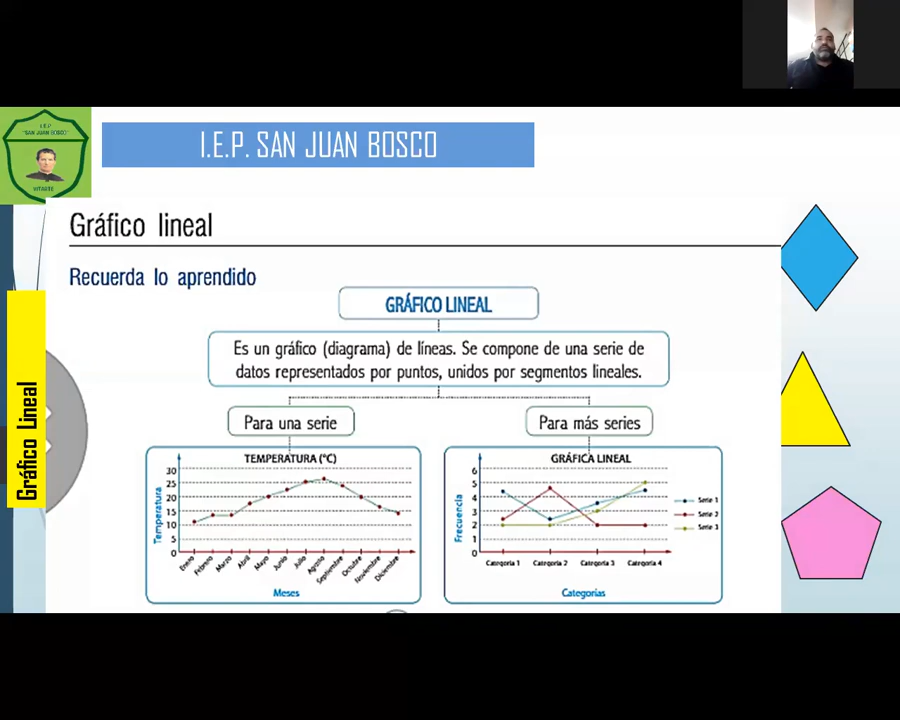 I.E.P
"SAN JUAN BOSCO"
VITARTE
I.E.P. SAN JUAN BOSCO
Gráfico lineal
Recuerda lo aprendido
GRÁFICO LINEAL
Es un gráfico (diagrama) de líneas. Se compone de una serie de
datos representados por puntos, unidos por segmentos lineales.
Para una serie
Para más series
Gráfico Lineal
TEMPERATURA (°C)
Temperatura
30
25
20
15
10
5
0
Enero
Febrero
Marzo
Abril
Mayo
Junio
Julio
Agosto
Septiembre
Octubre
Noviembre
Diciembre
Meses
GRÁFICA LINEAL
Frecuencia
6
5
4
3
2
1
0
Categoría 1 Categoría 2 Categoría 3 Categoría 4
Serie 1
Serie 2
Serie 3
Categorías